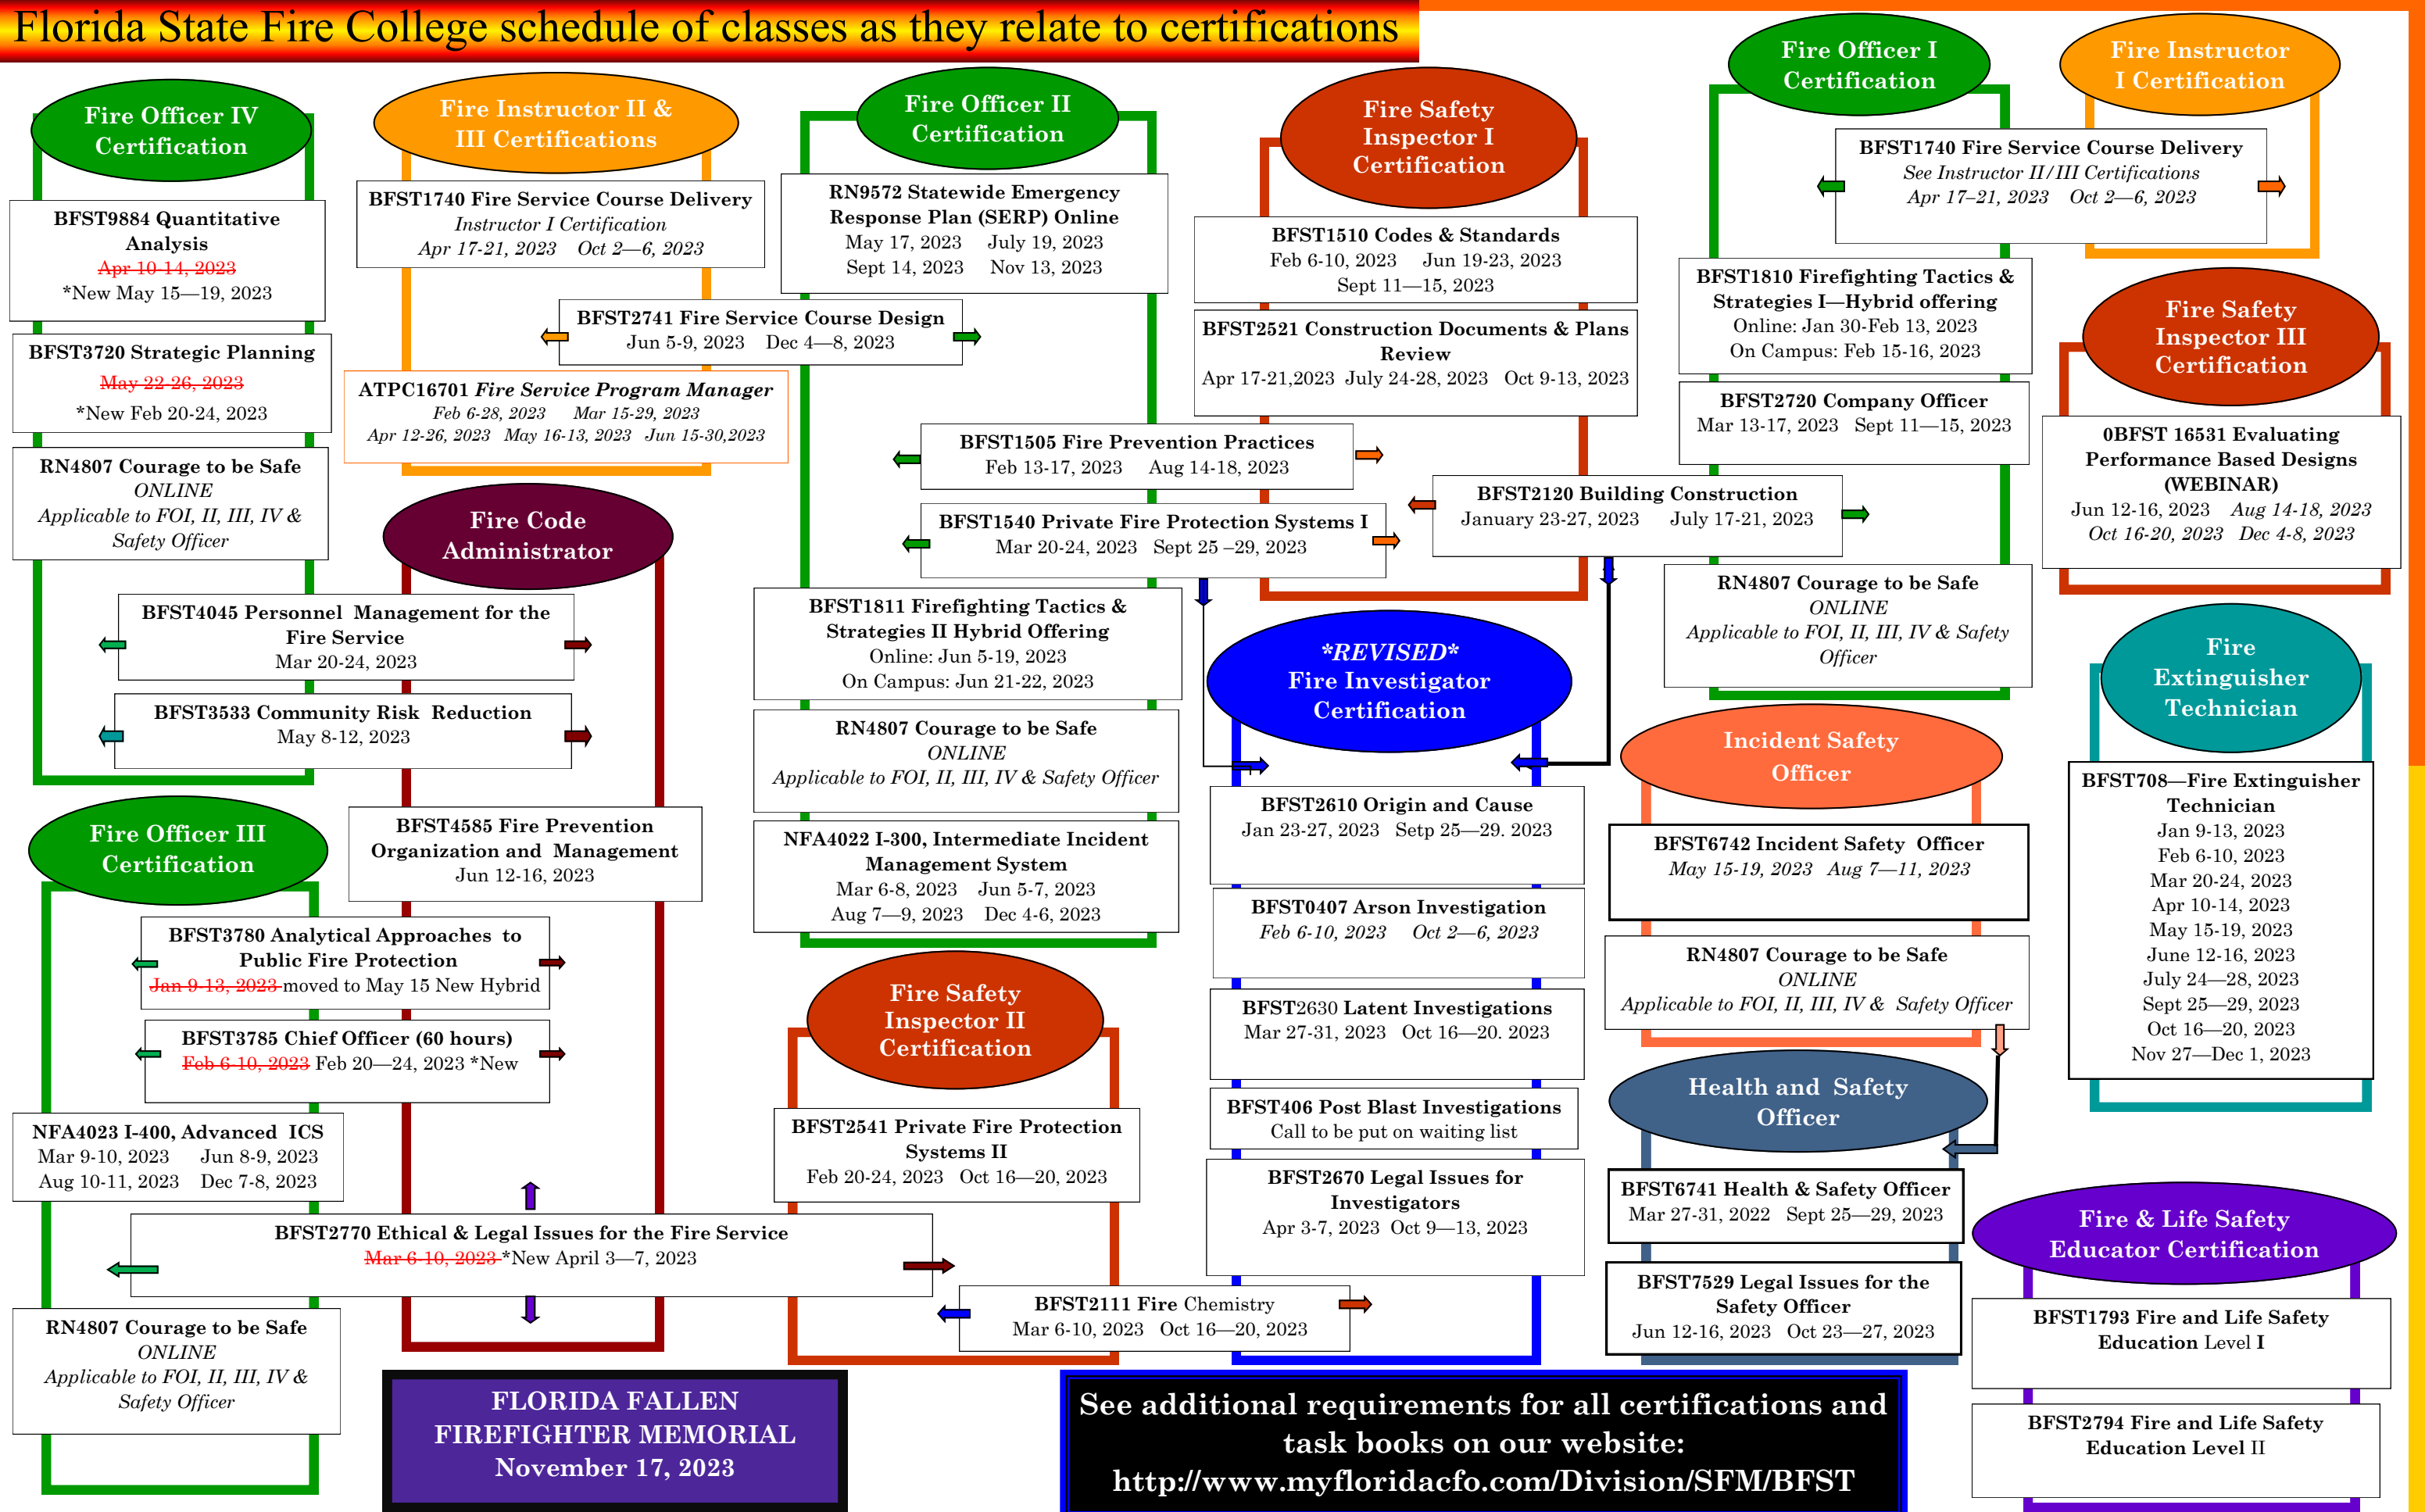 Florida State Fire College schedule of classes as they relate to certifications
Fire Officer IV
Certification
BFST9884 Quantitative
Analysis
Apr 10-14, 2023
*New May 15—19, 2023
BFST3720 Strategic Planning
May 22-26, 2023
*New Feb 20-24, 2023
RN4807 Courage to be Safe
ONLINE
Applicable to FOI, II, III, IV &
Safety Officer
BFST4045 Personnel Management for the
Fire Service
Mar 20-24, 2023
BFST3533 Community Risk Reduction
May 8-12, 2023
Fire Officer III
Certification
BFST3780 Analytical Approaches to
Public Fire Protection
Jan 9-13, 2023 moved to May 15 New Hybrid
BFST3785 Chief Officer (60 hours)
Feb 6-10, 2023 Feb 20—24, 2023 *New
NFA4023 I-400, Advanced ICS
Mar 9-10, 2023 Jun 8-9, 2023
Aug 10-11, 2023 Dec 7-8, 2023
BFST2770 Ethical & Legal Issues for the Fire Service
Mar 6-10, 2023 *New April 3—7, 2023
RN4807 Courage to be Safe
ONLINE
Applicable to FOI, II, III, IV &
Safety Officer
Fire Instructor II &
III Certifications
BFST1740 Fire Service Course Delivery
Instructor I Certification
Apr 17-21, 2023 Oct 2—6, 2023
BFST2741 Fire Service Course Design
Jun 5-9, 2023 Dec 4—8, 2023
ATPC16701 Fire Service Program Manager
Feb 6-28, 2023 Mar 15-29, 2023
Apr 12-26, 2023 May 16-13, 2023 Jun 15-30,2023
Fire Code
Administrator
BFST4585 Fire Prevention
Organization and Management
Jun 12-16, 2023
FLORIDA FALLEN
FIREFIGHTER MEMORIAL
November 17, 2023
Fire Officer II
Certification
RN9572 Statewide Emergency
Response Plan (SERP) Online
May 17, 2023 July 19, 2023
Sept 14, 2023 Nov 13, 2023
BFST1505 Fire Prevention Practices
Feb 13-17, 2023 Aug 14-18, 2023
BFST1540 Private Fire Protection Systems I
Mar 20-24, 2023 Sept 25 –29, 2023
BFST1811 Firefighting Tactics &
Strategies II Hybrid Offering
Online: Jun 5-19, 2023
On Campus: Jun 21-22, 2023
RN4807 Courage to be Safe
ONLINE
Applicable to FOI, II, III, IV & Safety Officer
NFA4022 I-300, Intermediate Incident
Management System
Mar 6-8, 2023 Jun 5-7, 2023
Aug 7—9, 2023 Dec 4-6, 2023
Fire Safety
Inspector II
Certification
BFST2541 Private Fire Protection
Systems II
Feb 20-24, 2023 Oct 16—20, 2023
BFST2111 Fire Chemistry
Mar 6-10, 2023 Oct 16—20, 2023
Fire Safety
Inspector I
Certification
BFST1510 Codes & Standards
Feb 6-10, 2023 Jun 19-23, 2023
Sept 11—15, 2023
BFST2521 Construction Documents & Plans
Review
Apr 17-21,2023 July 24-28, 2023 Oct 9-13, 2023
BFST2120 Building Construction
January 23-27, 2023 July 17-21, 2023
*REVISED*
Fire Investigator
Certification
BFST2610 Origin and Cause
Jan 23-27, 2023 Setp 25—29. 2023
BFST0407 Arson Investigation
Feb 6-10, 2023 Oct 2—6, 2023
BFST2630 Latent Investigations
Mar 27-31, 2023 Oct 16—20. 2023
BFST406 Post Blast Investigations
Call to be put on waiting list
BFST2670 Legal Issues for
Investigators
Apr 3-7, 2023 Oct 9—13, 2023
See additional requirements for all certifications and
task books on our website:
http://www.myfloridacfo.com/Division/SFM/BFST
Fire Officer I
Certification
Fire Instructor
I Certification
BFST1740 Fire Service Course Delivery
See Instructor II/III Certifications
Apr 17–21, 2023 Oct 2—6, 2023
BFST1810 Firefighting Tactics &
Strategies I—Hybrid offering
Online: Jan 30-Feb 13, 2023
On Campus: Feb 15-16, 2023
BFST2720 Company Officer
Mar 13-17, 2023 Sept 11—15, 2023
RN4807 Courage to be Safe
ONLINE
Applicable to FOI, II, III, IV & Safety
Officer
Incident Safety
Officer
BFST6742 Incident Safety Officer
May 15-19, 2023 Aug 7—11, 2023
RN4807 Courage to be Safe
ONLINE
Applicable to FOI, II, III, IV & Safety Officer
Health and Safety
Officer
BFST6741 Health & Safety Officer
Mar 27-31, 2022 Sept 25—29, 2023
BFST7529 Legal Issues for the
Safety Officer
Jun 12-16, 2023 Oct 23—27, 2023
Fire Safety
Inspector III
Certification
0BFST 16531 Evaluating
Performance Based Designs
(WEBINAR)
Jun 12-16, 2023 Aug 14-18, 2023
Oct 16-20, 2023 Dec 4-8, 2023
Fire
Extinguisher
Technician
BFST708—Fire Extinguisher
Technician
Jan 9-13, 2023
Feb 6-10, 2023
Mar 20-24, 2023
Apr 10-14, 2023
May 15-19, 2023
June 12-16, 2023
July 24—28, 2023
Sept 25—29, 2023
Oct 16—20, 2023
Nov 27—Dec 1, 2023
Fire & Life Safety
Educator Certification
BFST1793 Fire and Life Safety
Education Level I
BFST2794 Fire and Life Safety
Education Level II